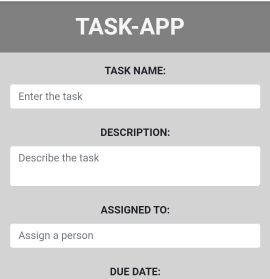 TASK-APP
TASK NAME:
Enter the task
DESCRIPTION:
Describe the task
ASSIGNED TO:
Assign a person
DUE DATE: